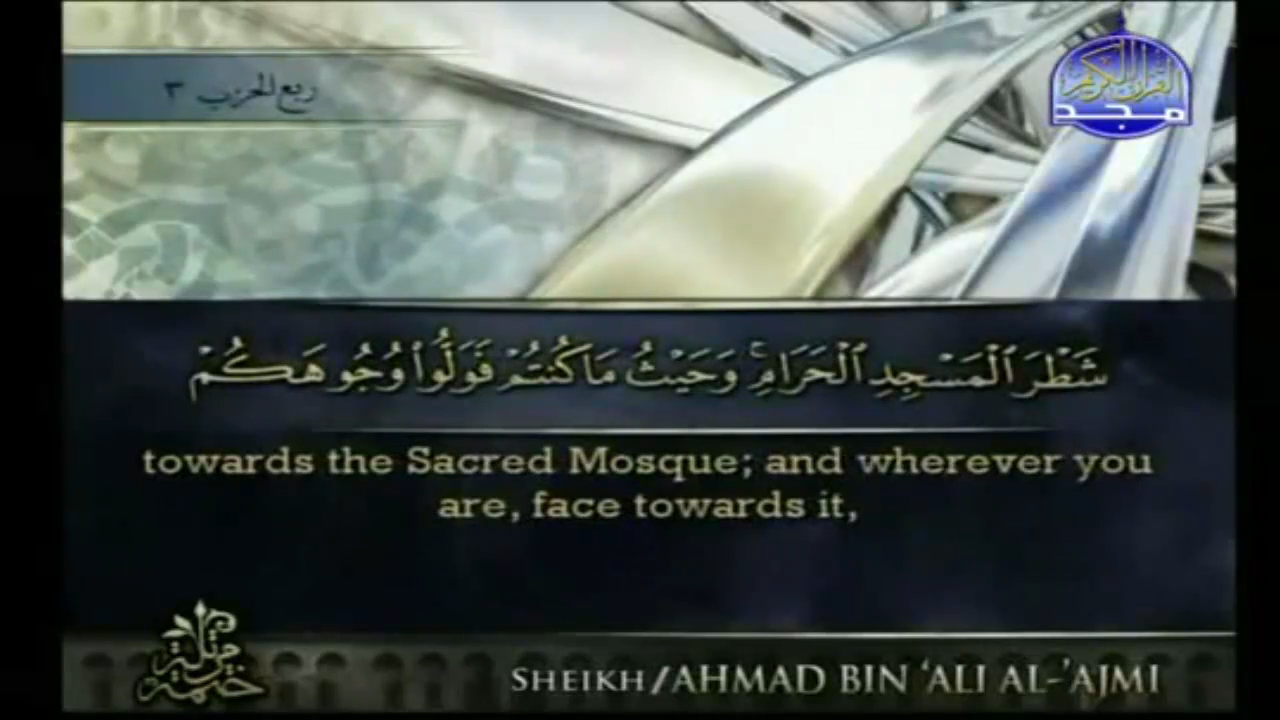 ربع الحزب ٣
القرآن الكريم
مجد
شَطْرَ ٱلْمَسْجِدِ ٱلْحَرَامِۚ وَحَيْثُ مَا كُنتُمْ فَوَلُّوا۟ وُجُوهَكُمْ
towards the Sacred Mosque; and wherever you
are, face towards it,
ختمة مرتلة
SHEIKH/AHMAD BIN ‘ALI AL-’AJMI